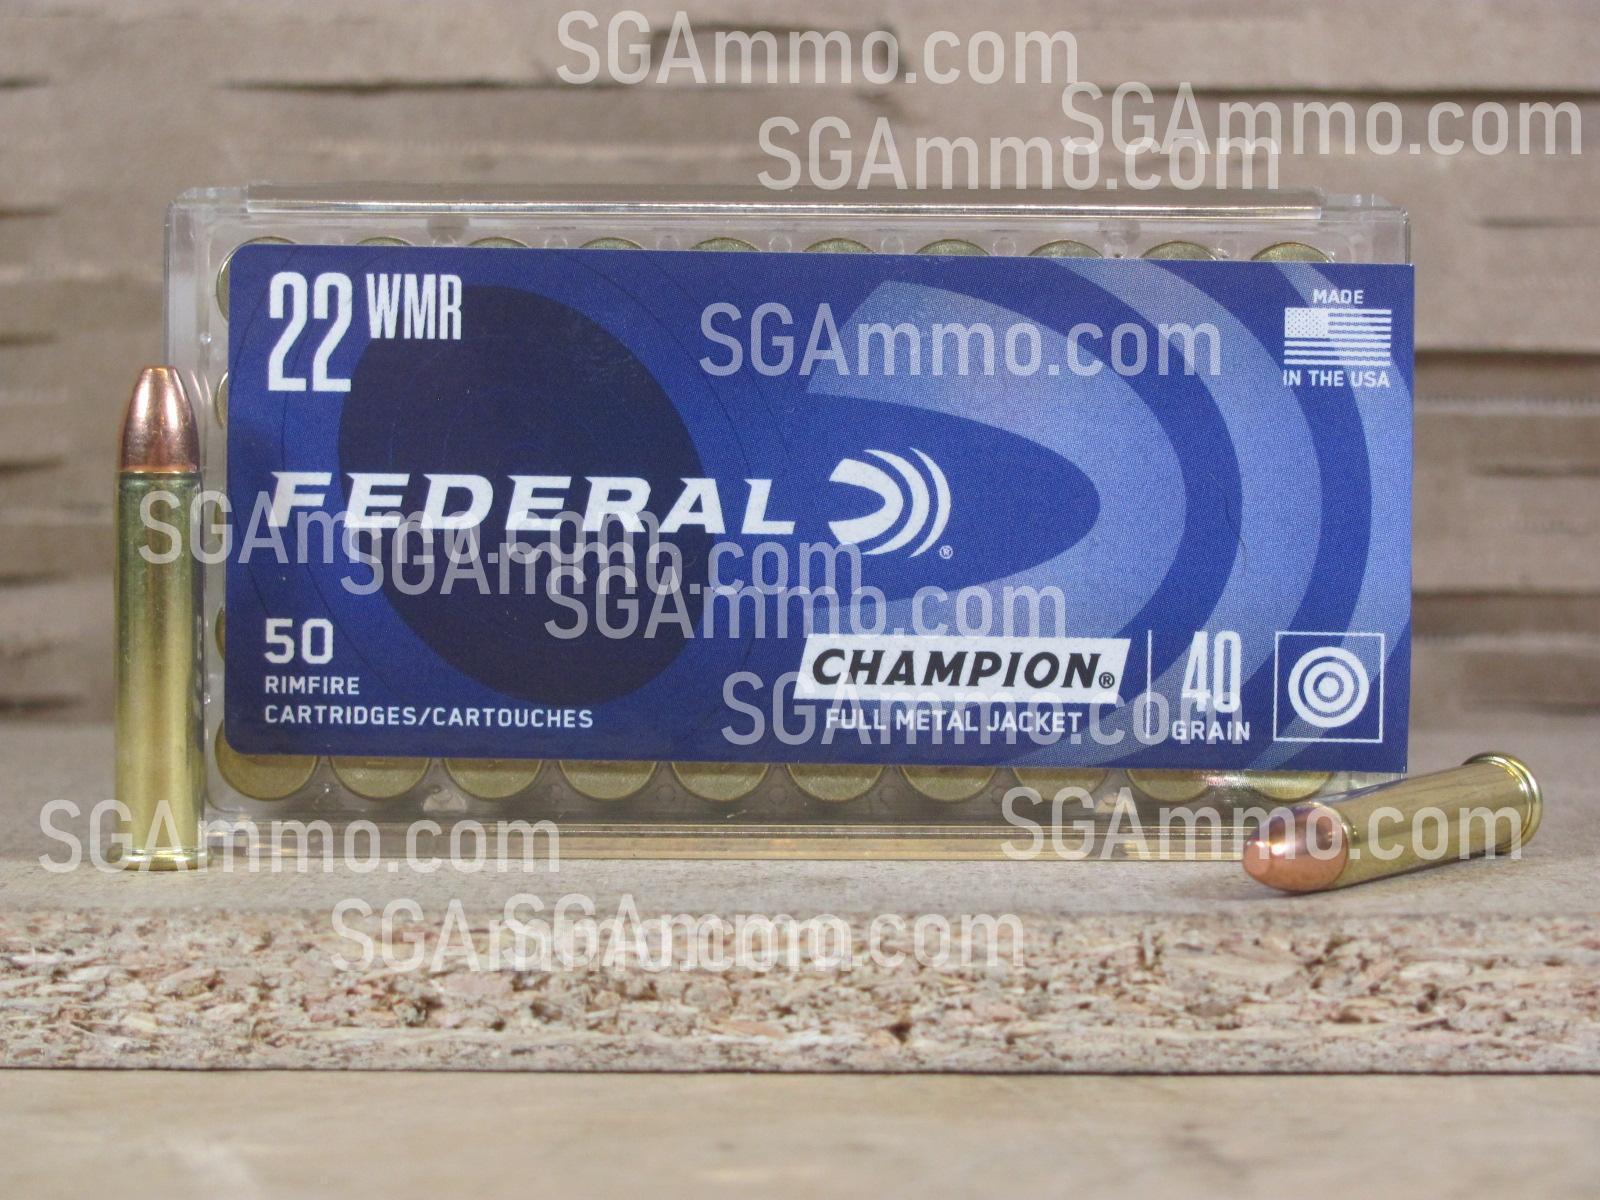 SGAmmo.com
SGAmmo.com
SGAmmo.com
22 WMR
SGAmmo.com
MADE
IN THE USA
FEDERAL ®
SGAmmo.com
SGAmmo.com
SGAmmo.com
50
RIMFIRE
CARTRIDGES/CARTOUCHES
CHAMPION®
FULL METAL JACKET
40
GRAIN
SGAmmo.com
SGAmmo.com
SGAmmo.com
SGAmmo.com
SGAmmo.com